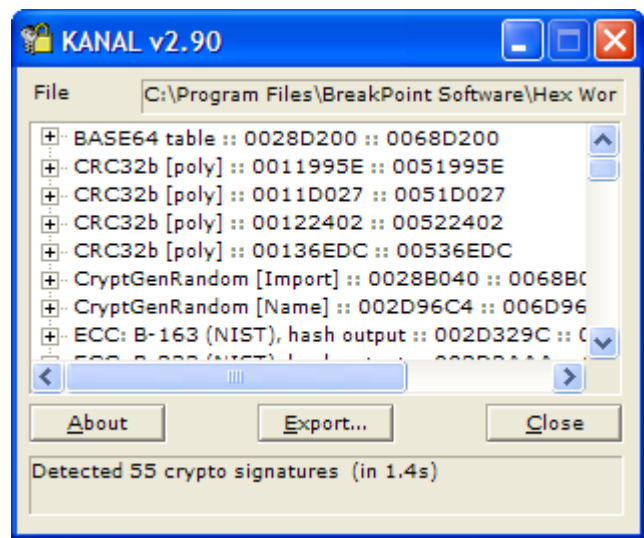 KANAL v2.90
File C:\Program Files\BreakPoint Software\Hex Wor
BASE64 table :: 0028D200 :: 0068D200
CRC32b [poly] :: 0011995E :: 0051995E
CRC32b [poly] :: 0011D027 :: 0051D027
CRC32b [poly] :: 00122402 :: 00522402
CRC32b [poly] :: 00136EDC :: 00536EDC
CryptGenRandom [Import] :: 0028B040 :: 0068B0
CryptGenRandom [Name] :: 002D96C4 :: 006D96
ECC: B-163 (NIST), hash output :: 002D329C ::
About Export... Close
Detected 55 crypto signatures (in 1.4s)